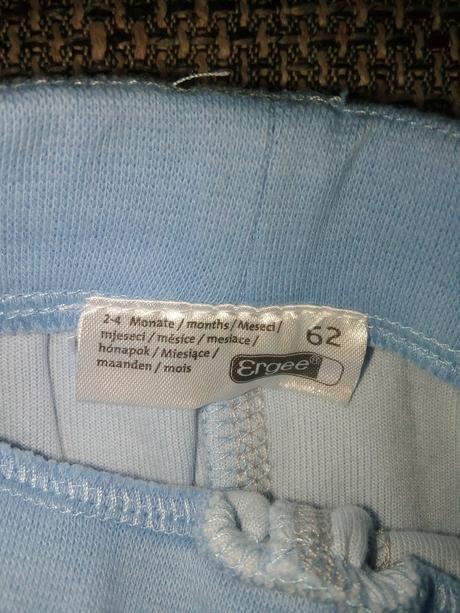 2-4 Monate / months / Meseci /
mjeseci / měsíce / mesiace /
hónapok / Miesiące /
maanden / mois
62
Ergee®